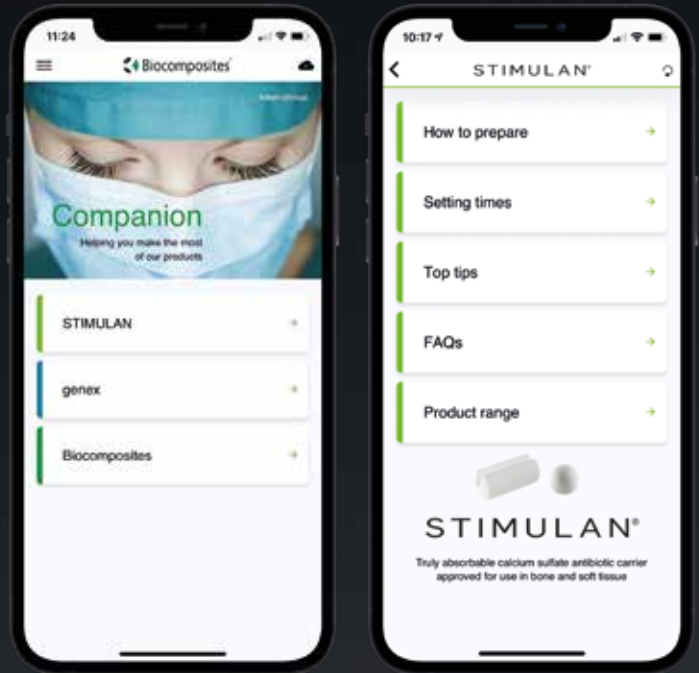 11:24
Biocomposites
International
Companion
Helping you make the most
of our products
STIMULAN
genex
Biocomposites
10:17
STIMULAN®
How to prepare
Setting times
Top tips
FAQs
Product range
STIMULAN®
Truly absorbable calcium sulfate antibiotic carrier
approved for use in bone and soft tissue